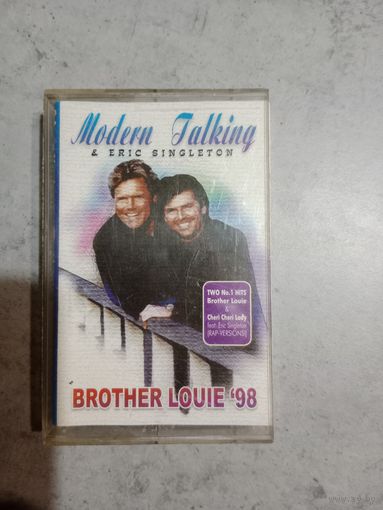 Modern Talking
& ERIC SINGLETON
TWO No.1 HITS
Brother Louie
&
Cheri Cheri Lady
feat. Eric Singleton
(RAP-VERSIONS)
BROTHER LOUIE '98